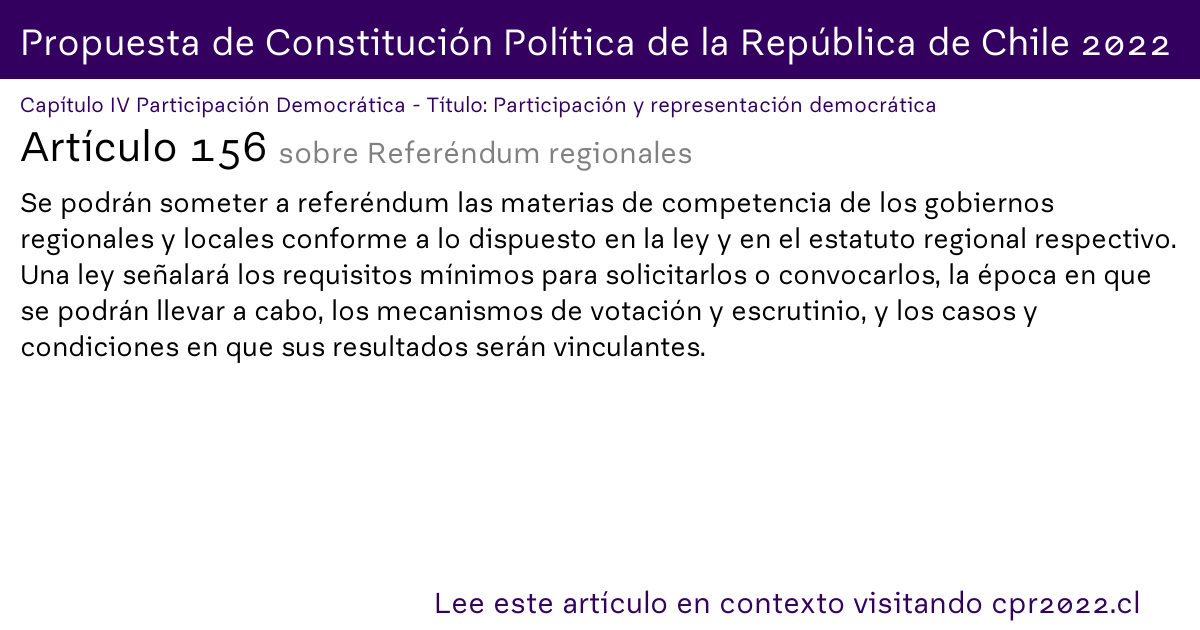 Propuesta de Constitución Política de la República de Chile 2022
Capítulo IV Participación Democrática - Título: Participación y representación democrática
Artículo 156 sobre Referéndum regionales
Se podrán someter a referéndum las materias de competencia de los gobiernos
regionales y locales conforme a lo dispuesto en la ley y en el estatuto regional respectivo.
Una ley señalará los requisitos mínimos para solicitarlos o convocarlos, la época en que
se podrán llevar a cabo, los mecanismos de votación y escrutinio, y los casos y
condiciones en que sus resultados serán vinculantes.
Lee este artículo en contexto visitando cpr2022.cl